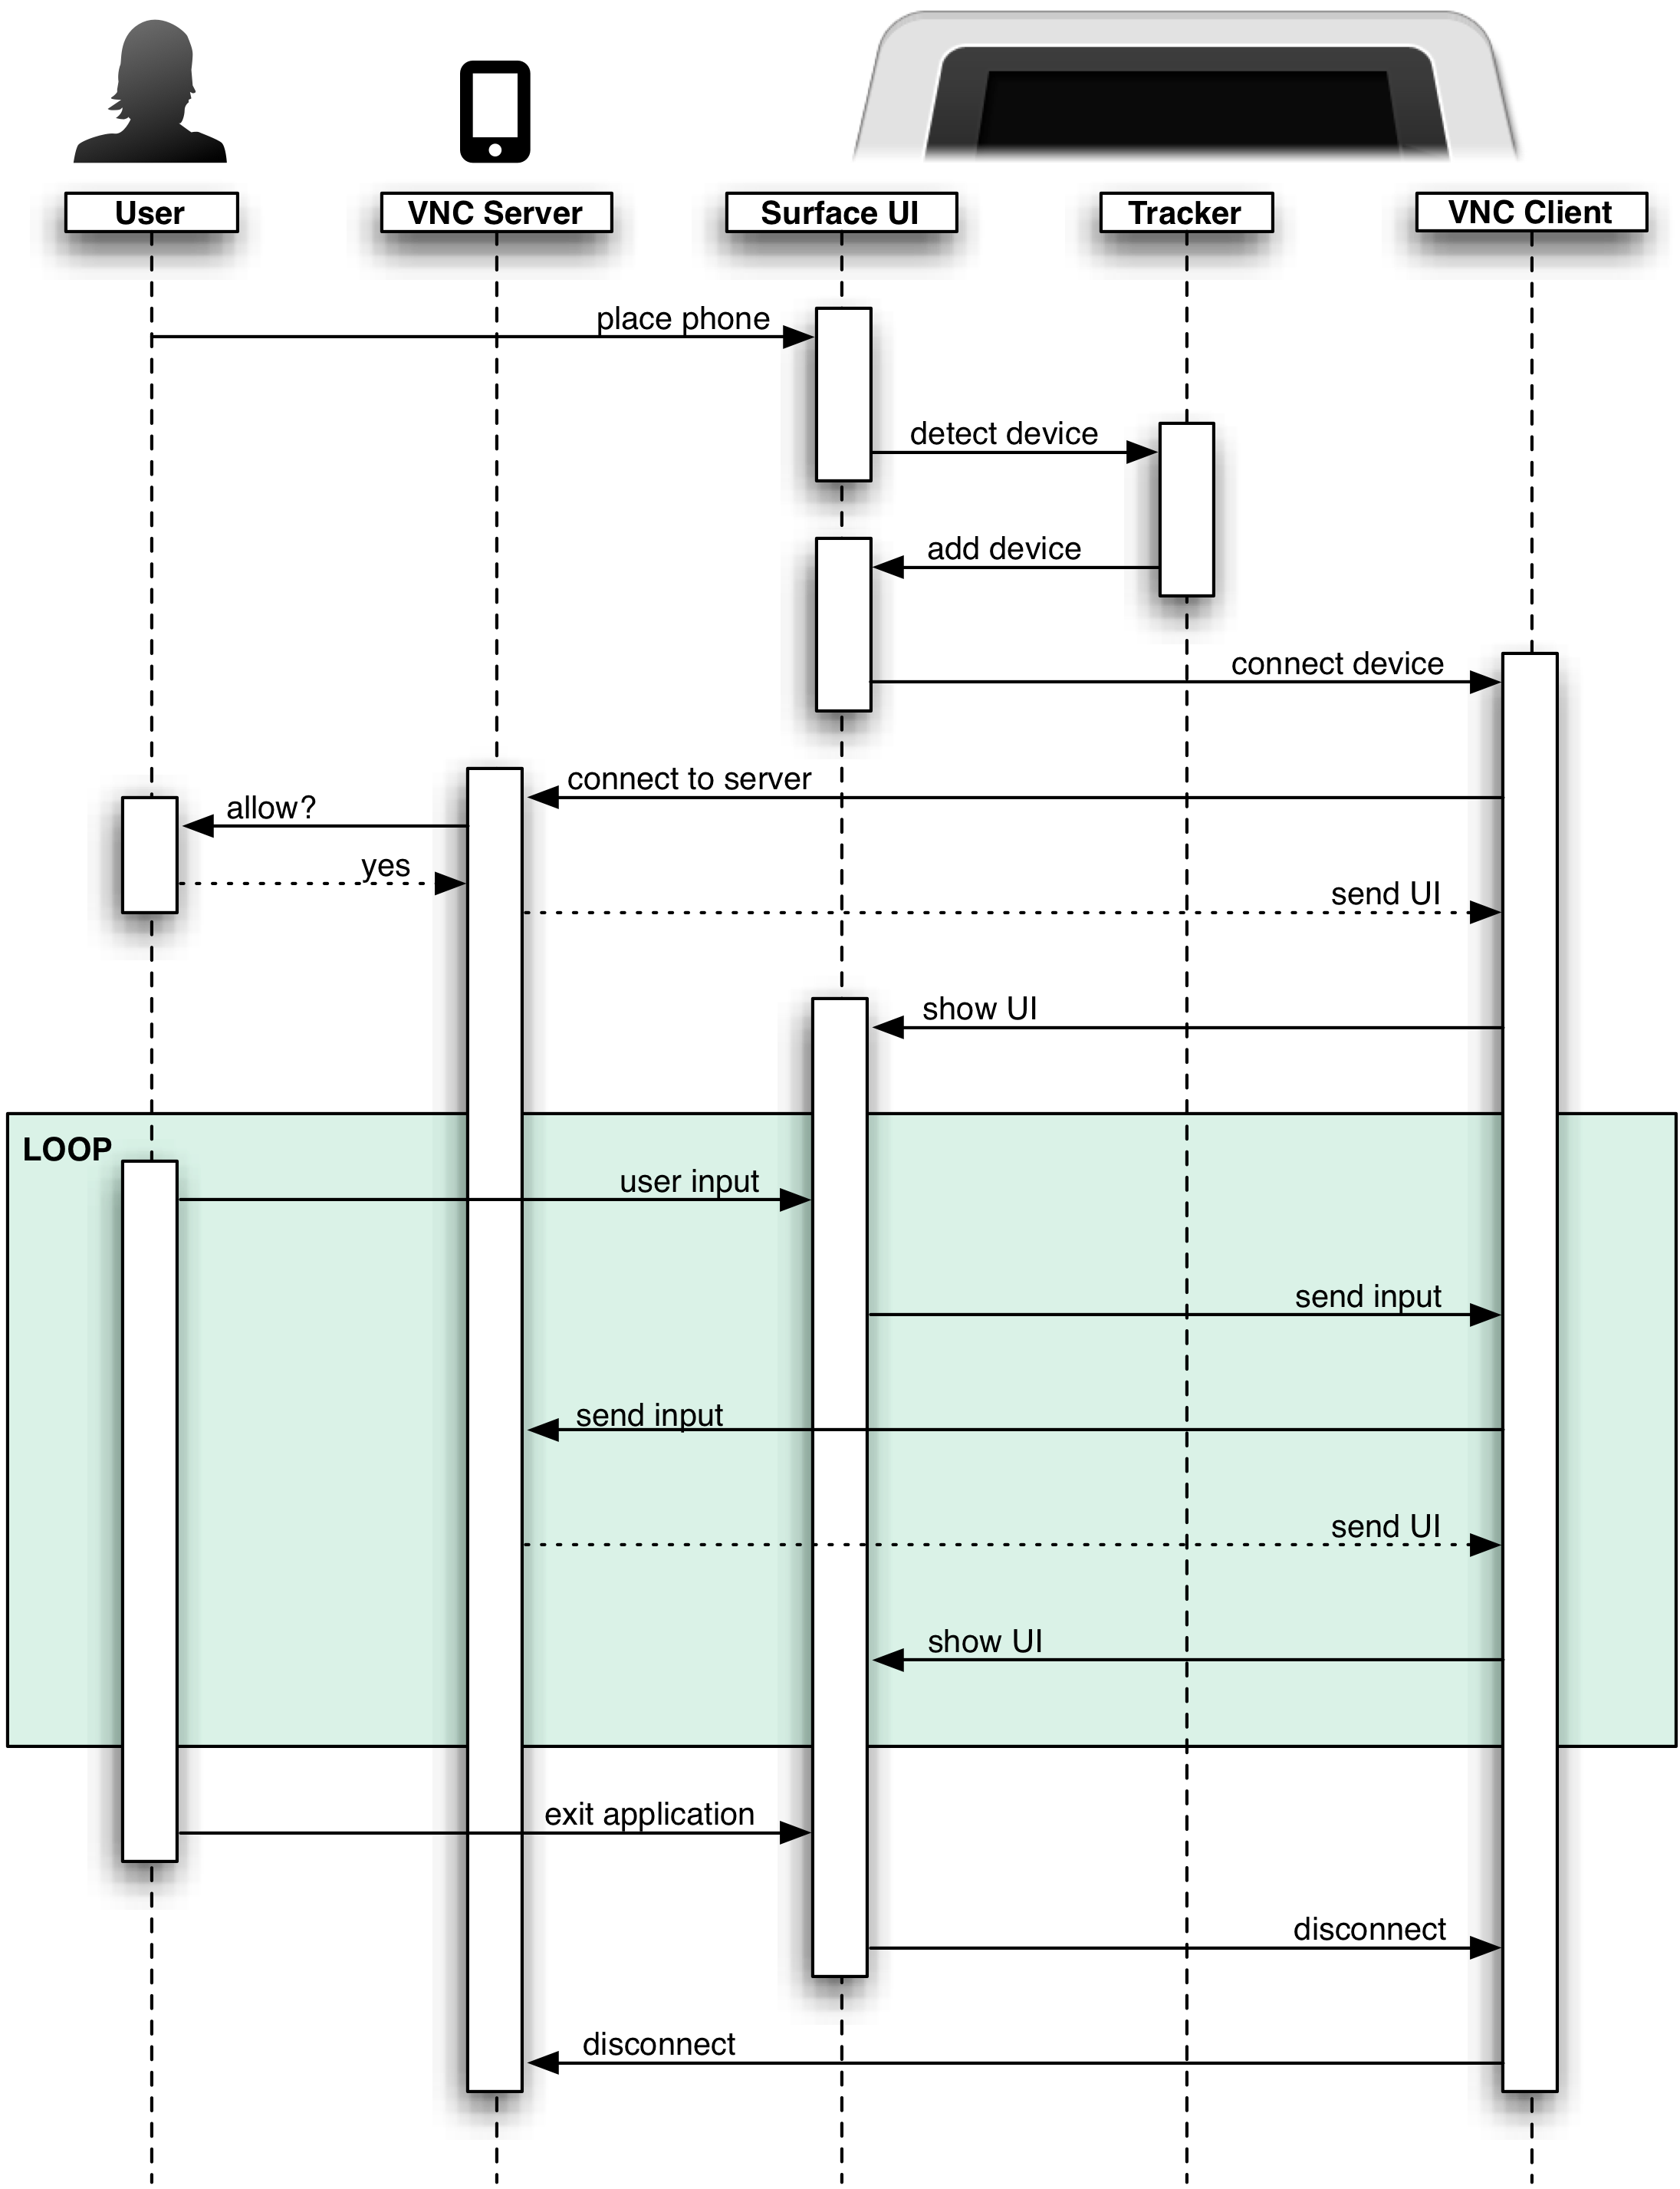 User
VNC Server
Surface UI
Tracker
VNC Client
place phone
detect device
add device
connect device
connect to server
allow?
yes
send UI
show UI
LOOP
user input
send input
send input
send UI
show UI
exit application
disconnect
disconnect